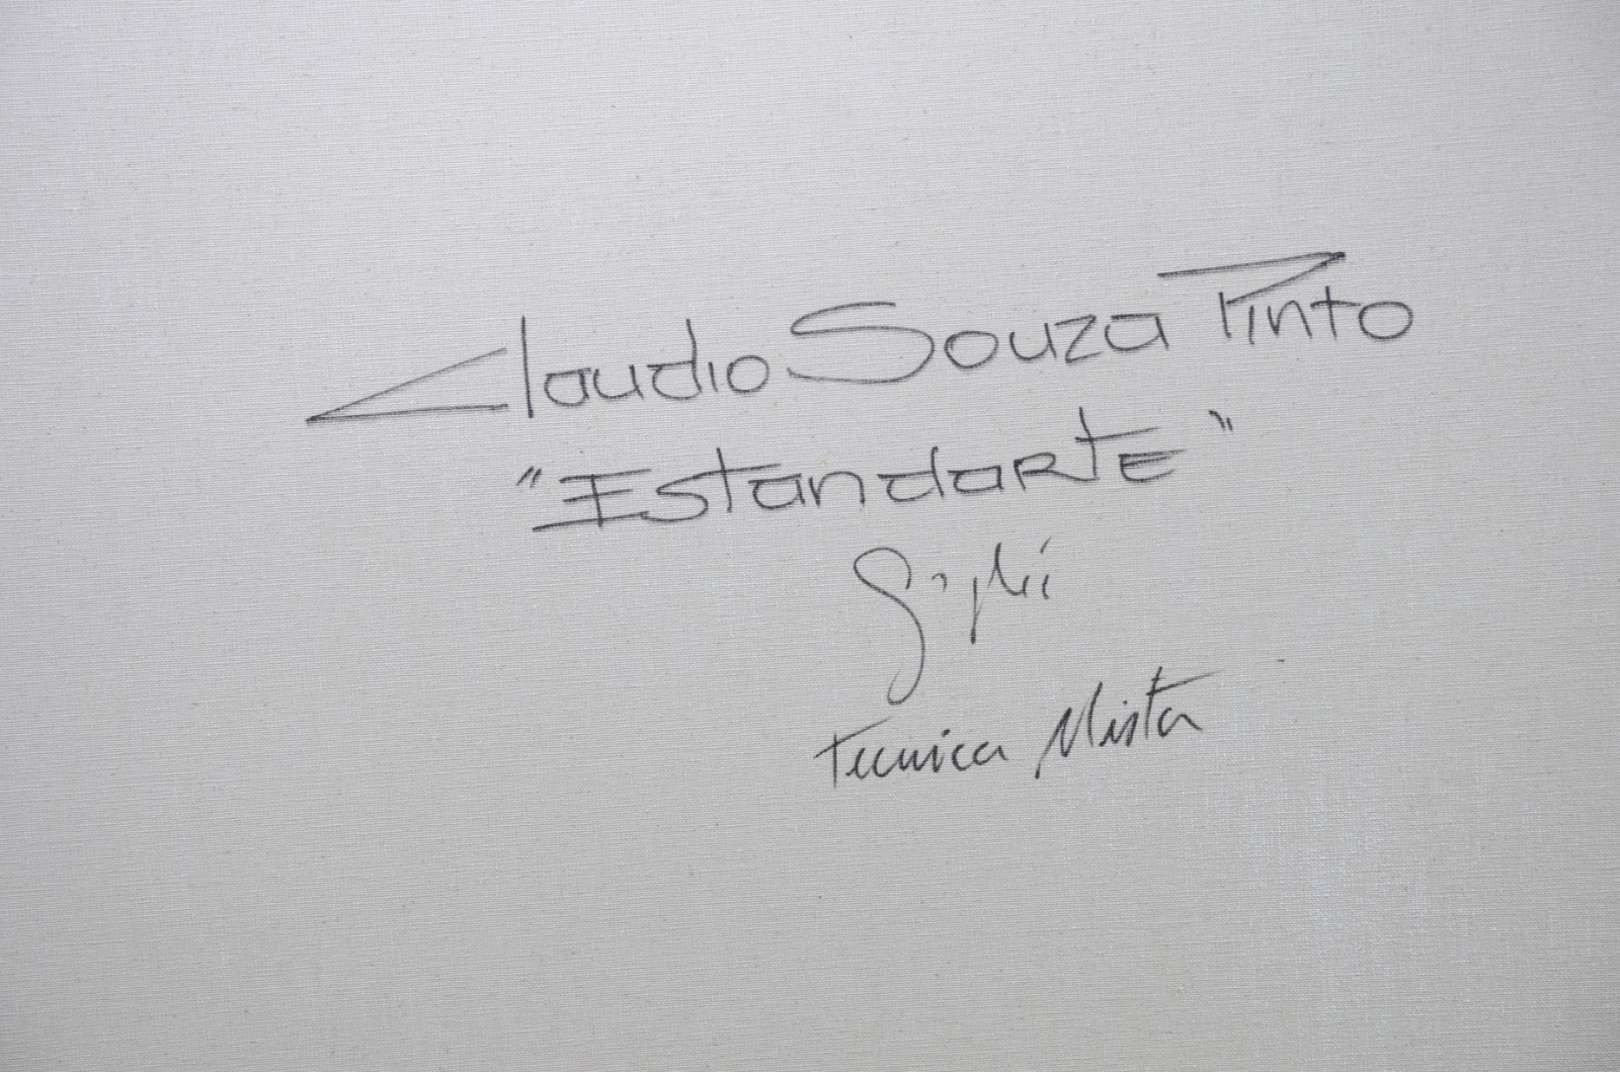 Claudio Souza Pinto
"EstandaRtE"
Tecnica Mista